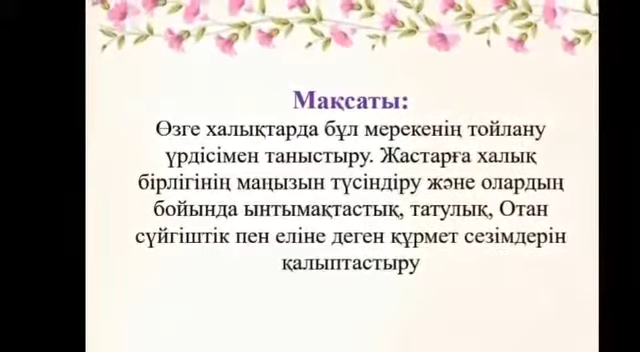 Мақсаты:
Өзге халықтарда бұл мерекенің тойлану
үрдісімен таныстыру. Жастарға халық
бірлігінің маңызын түсіндіру және олардың
бойында ынтымақтастық, татулық, Отан
сүйгіштік пен еліне деген құрмет сезімдерін
қалыптастыру